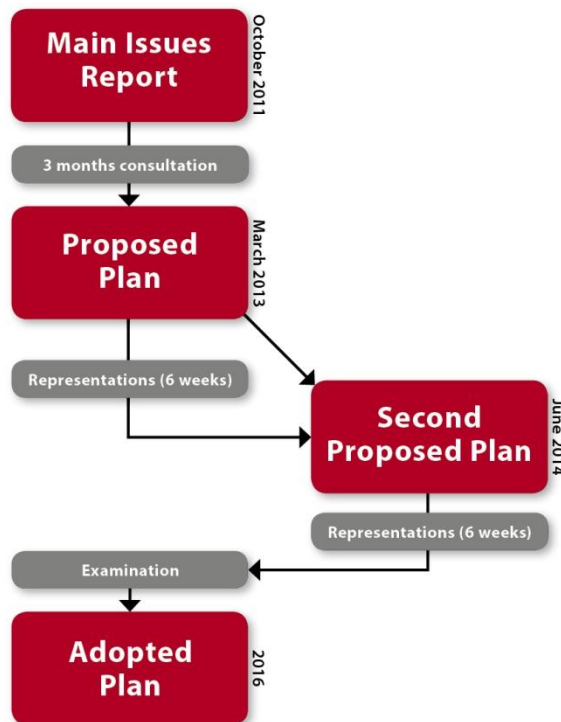 Main Issues
Report
October 2011
3 months consultation
Proposed
Plan
March 2013
Representations (6 weeks)
Second
Proposed Plan
June 2014
Representations (6 weeks)
Examination
Adopted
Plan
2016